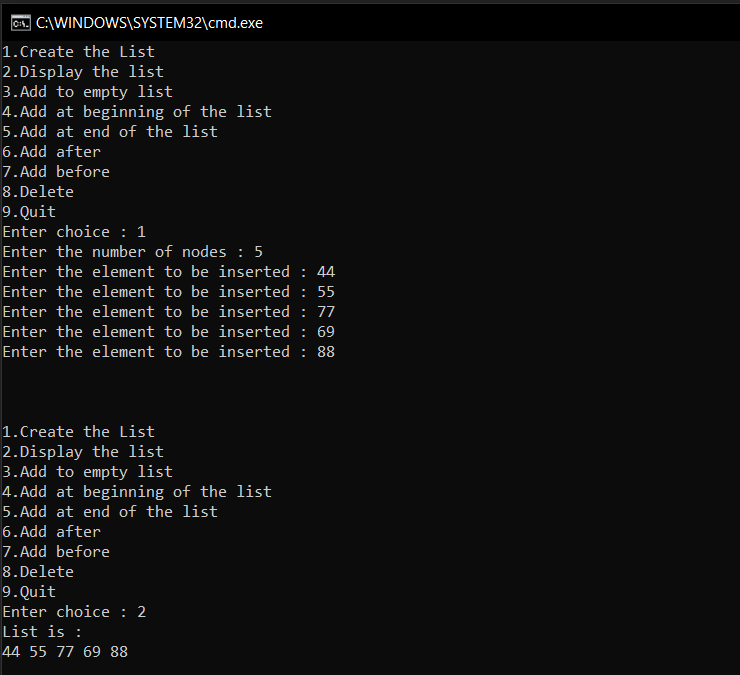 C:\WINDOWS\SYSTEM32\cmd.exe
1.Create the List
2.Display the list
3.Add to empty list
4.Add at beginning of the list
5.Add at end of the list
6.Add after
7.Add before
8.Delete
9.Quit
Enter choice : 1
Enter the number of nodes : 5
Enter the element to be inserted : 44
Enter the element to be inserted : 55
Enter the element to be inserted : 77
Enter the element to be inserted : 69
Enter the element to be inserted : 88
1.Create the List
2.Display the list
3.Add to empty list
4.Add at beginning of the list
5.Add at end of the list
6.Add after
7.Add before
8.Delete
9.Quit
Enter choice : 2
List is :
44 55 77 69 88